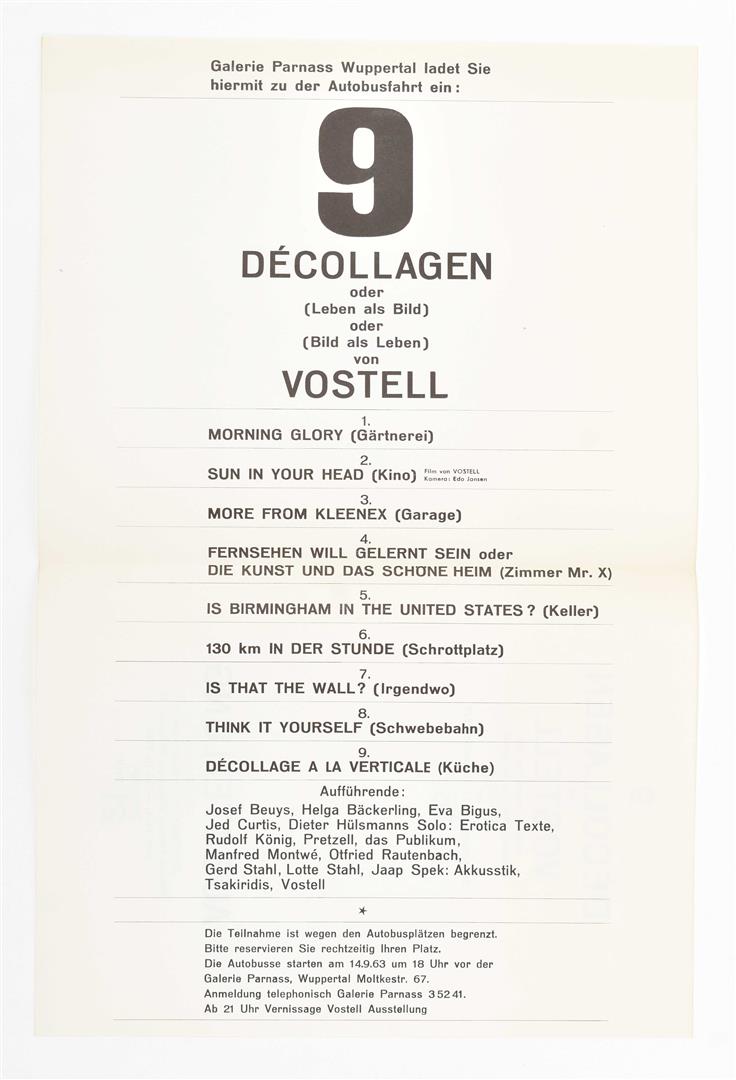 Galerie Parnass Wuppertal ladet Sie
hiermit zu der Autobusfahrt ein :
9
DÉCOLLAGEN
oder
(Leben als Bild)
oder
(Bild als Leben)
von
VOSTELL
1.
MORNING GLORY (Gärtnerei)
2.
SUN IN YOUR HEAD (Kino) Film von VOSTELL
Kamera: Edo Jansen
3.
MORE FROM KLEENEX (Garage)
4.
FERNSEHEN WILL GELERNT SEIN oder
DIE KUNST UND DAS SCHÖNE HEIM (Zimmer Mr. X)
5.
IS BIRMINGHAM IN THE UNITED STATES? (Keller)
6.
130 km IN DER STUNDE (Schrottplatz)
7.
IS THAT THE WALL? (Irgendwo)
8.
THINK IT YOURSELF (Schwebebahn)
9.
DÉCOLLAGE A LA VERTICALE (Küche)
Aufführende:
Josef Beuys, Helga Bäckerling, Eva Bigus,
Jed Curtis, Dieter Hülsmanns Solo: Erotica Texte,
Rudolf König, Pretzell, das Publikum,
Manfred Montwé, Otfried Rautenbach,
Gerd Stahl, Lotte Stahl, Jaap Spek: Akkusstik,
Tsakiridis, Vostell
*
Die Teilnahme ist wegen den Autobusplätzen begrenzt.
Bitte reservieren Sie rechtzeitig Ihren Platz.
Die Autobusse starten am 14.9.63 um 18 Uhr vor der
Galerie Parnass, Wuppertal Moltkestr. 67.
Anmeldung telephonisch Galerie Parnass 3 52 41.
Ab 21 Uhr Vernissage Vostell Ausstellung